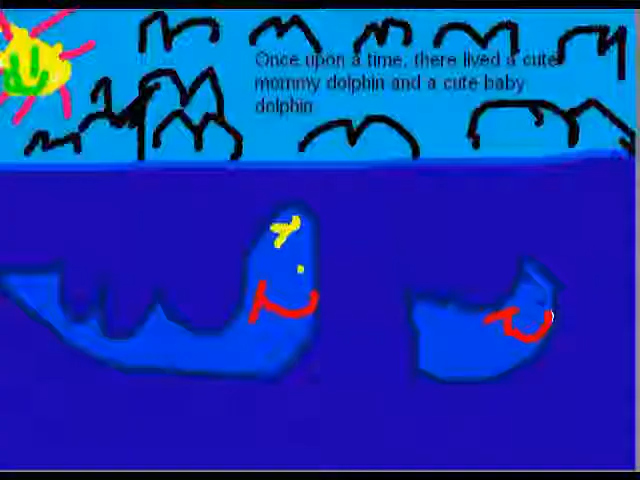 Once upon a time, there lived a cute
mommy dolphin and a cute baby
dolphin